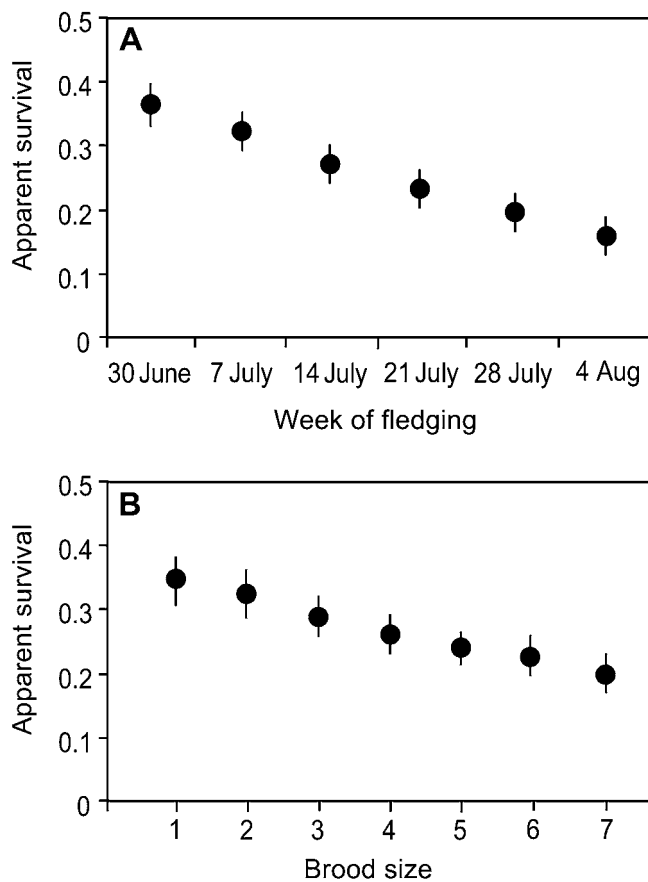 A
0.5
0.4
0.3
0.2
0.1
0
Apparent survival
30 June 7 July 14 July 21 July 28 July 4 Aug
Week of fledging
B
0.5
0.4
0.3
0.2
0.1
0
Apparent survival
1 2 3 4 5 6 7
Brood size